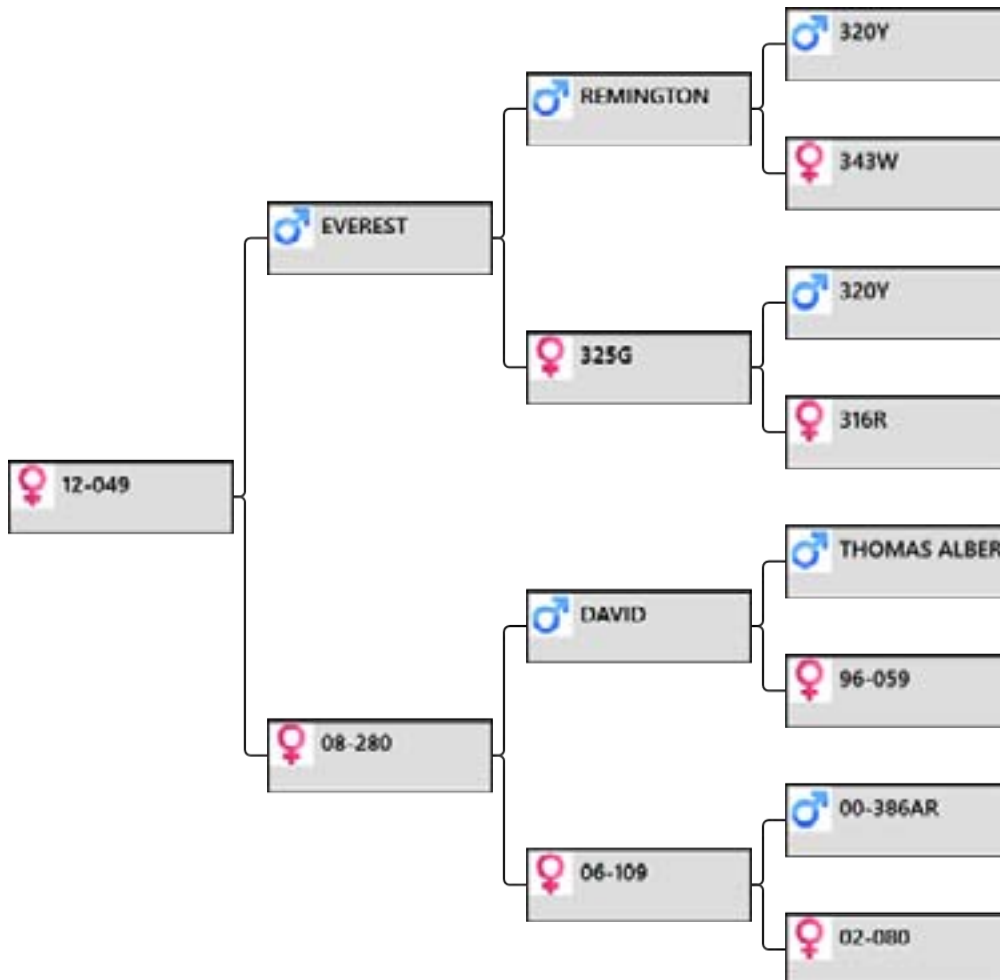 320Y
REMINGTON
343W
EVEREST
320Y
325G
316R
12-049
THOMAS ALBER
DAVID
96-059
08-280
00-386AR
06-109
02-080